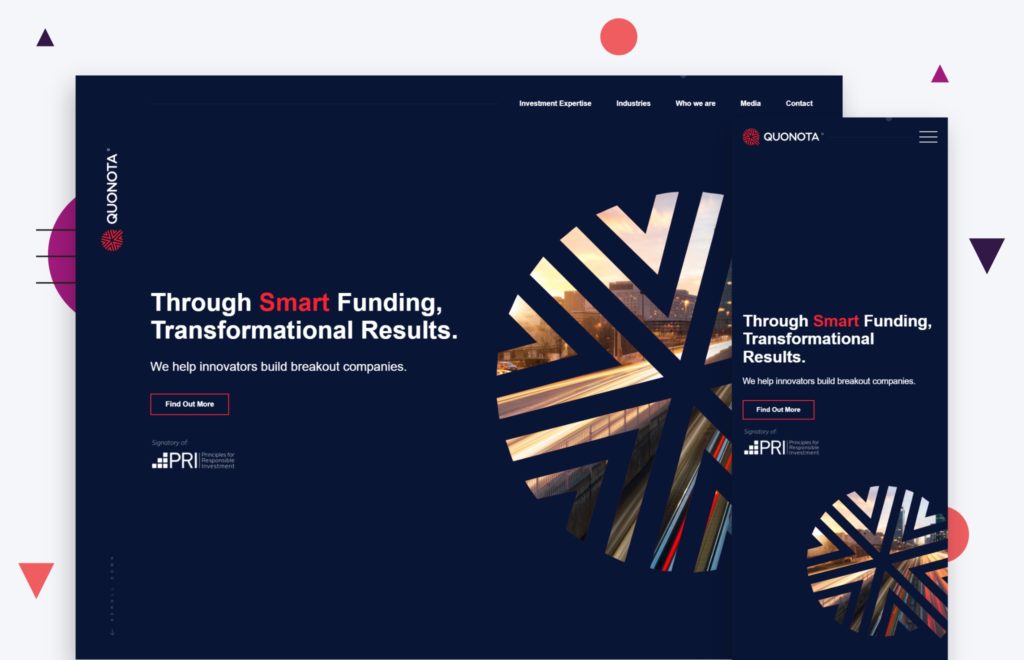 Investment Expertise
Industries
Who we are
Media
Contact
QUONOTA
Through Smart Funding,
Transformational Results.
We help innovators build breakout companies.
Find Out More
Signatory of:
PRI
Principles for
Responsible
Investment
SCROLL DOWN
QUONOTA
Through Smart Funding,
Transformational
Results.
We help innovators build breakout companies.
Find Out More
Signatory of:
PRI
Principles for
Responsible
Investment